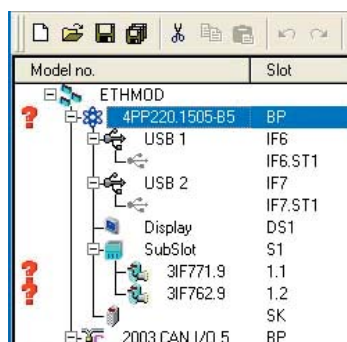 Model no. Slot
ETHMOD
4PP220.1505-B5 BP
USB 1 IF6
IF6.ST1
USB 2 IF7
IF7.ST1
Display DS1
SubSlot S1
3IF771.9 1.1
3IF762.9 1.2
SK
2003 CAN I/O 5 BP